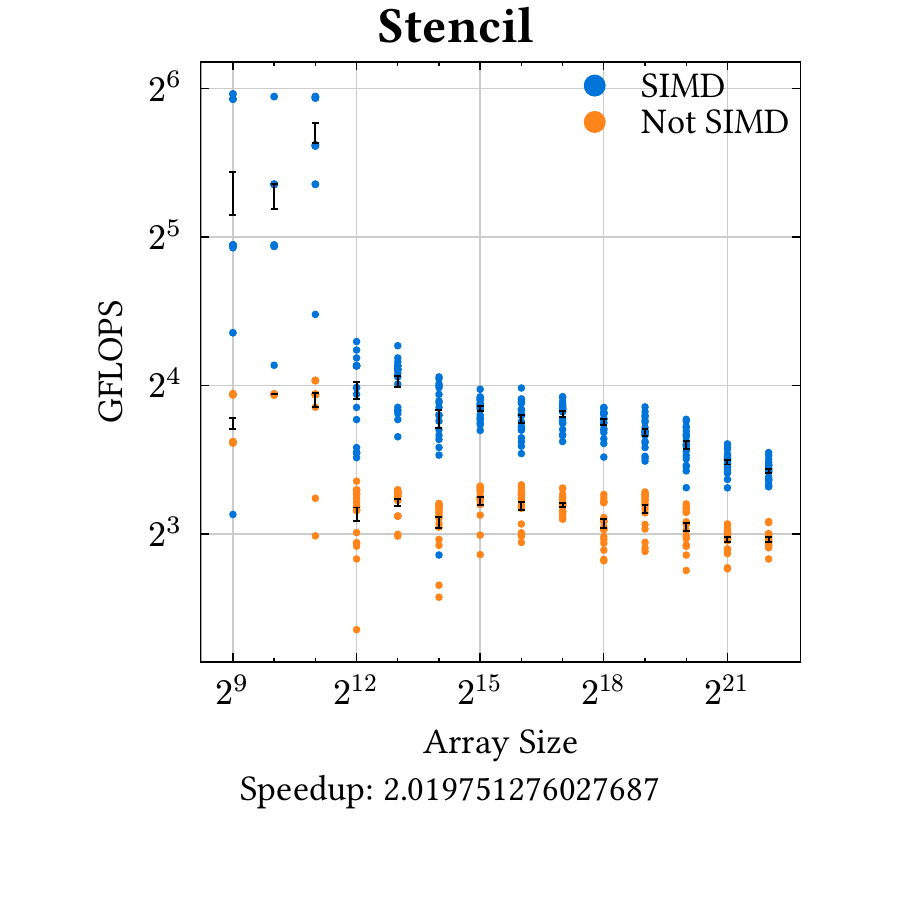 Stencil
SIMD
Not SIMD
2^6
2^5
2^4
2^3
GFLOPS
2^9 2^12 2^15 2^18 2^21
Array Size
Speedup: 2.019751276027687